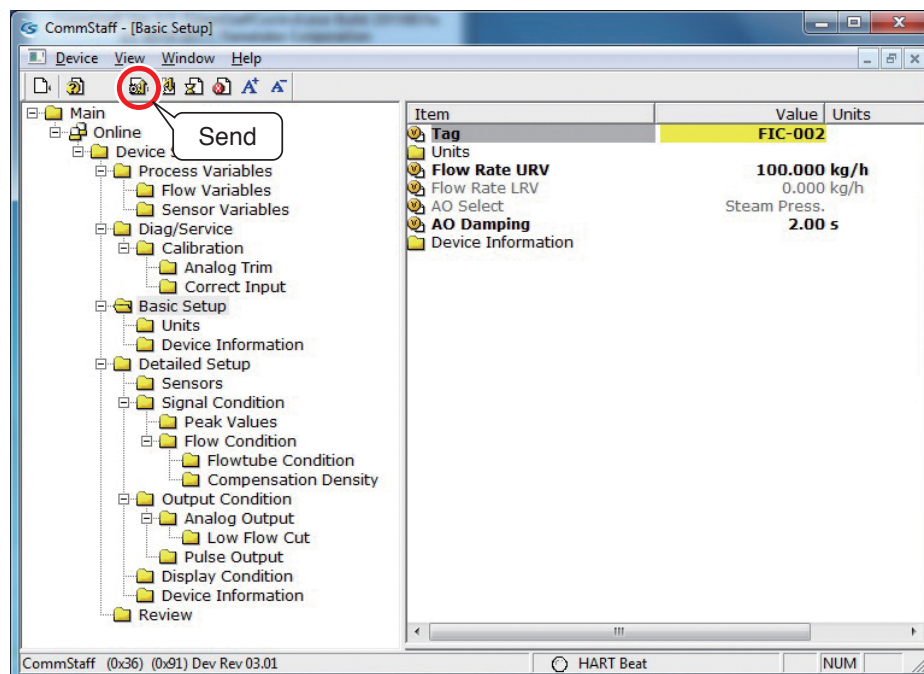 CommStaff - [Basic Setup]
Device View Window Help
Send
Main
Online
Device S
Process Variables
Flow Variables
Sensor Variables
Diag/Service
Calibration
Analog Trim
Correct Input
Basic Setup
Units
Device Information
Detailed Setup
Sensors
Signal Condition
Peak Values
Flow Condition
Flowtube Condition
Compensation Density
Output Condition
Analog Output
Low Flow Cut
Pulse Output
Display Condition
Device Information
Review
Item Value Units
Tag FIC-002
Units
Flow Rate URV 100.000 kg/h
Flow Rate LRV 0.000 kg/h
AO Select Steam Press.
AO Damping 2.00 s
Device Information
CommStaff (0x36) (0x91) Dev Rev 03.01 HART Beat NUM